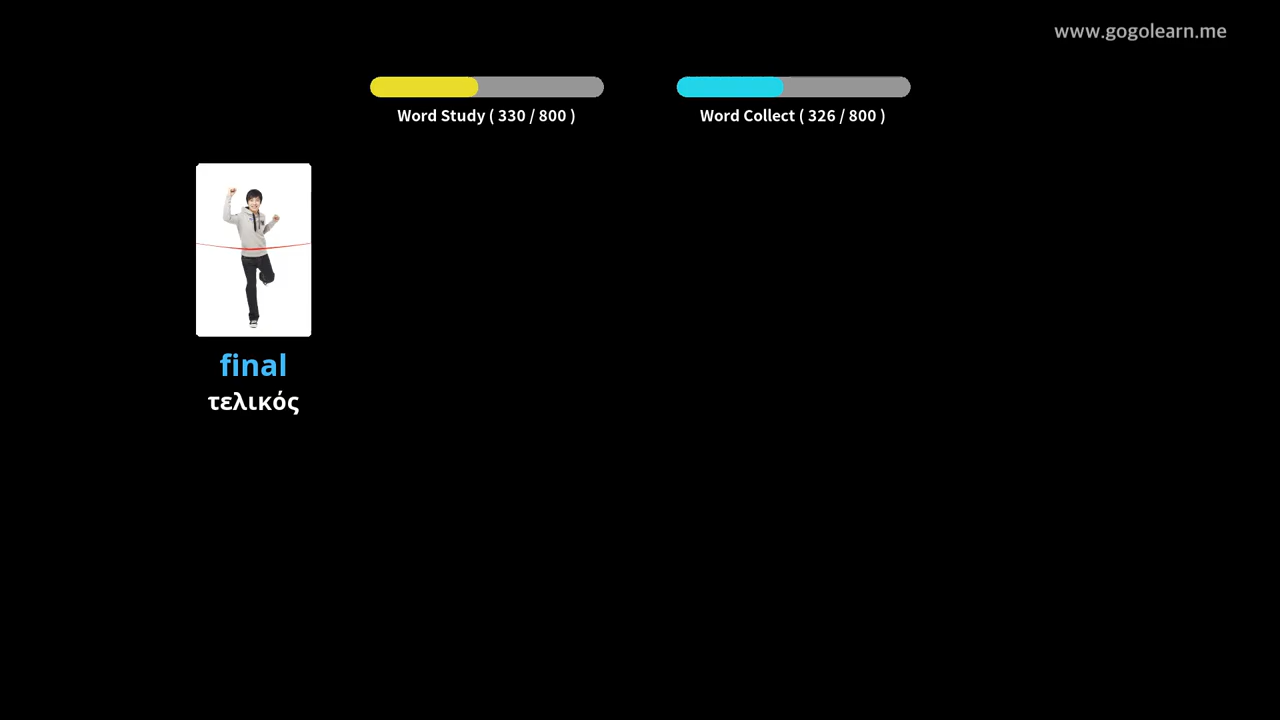 www.gogolearn.me
Word Study ( 330 / 800 )
Word Collect ( 326 / 800 )
final
τελικός